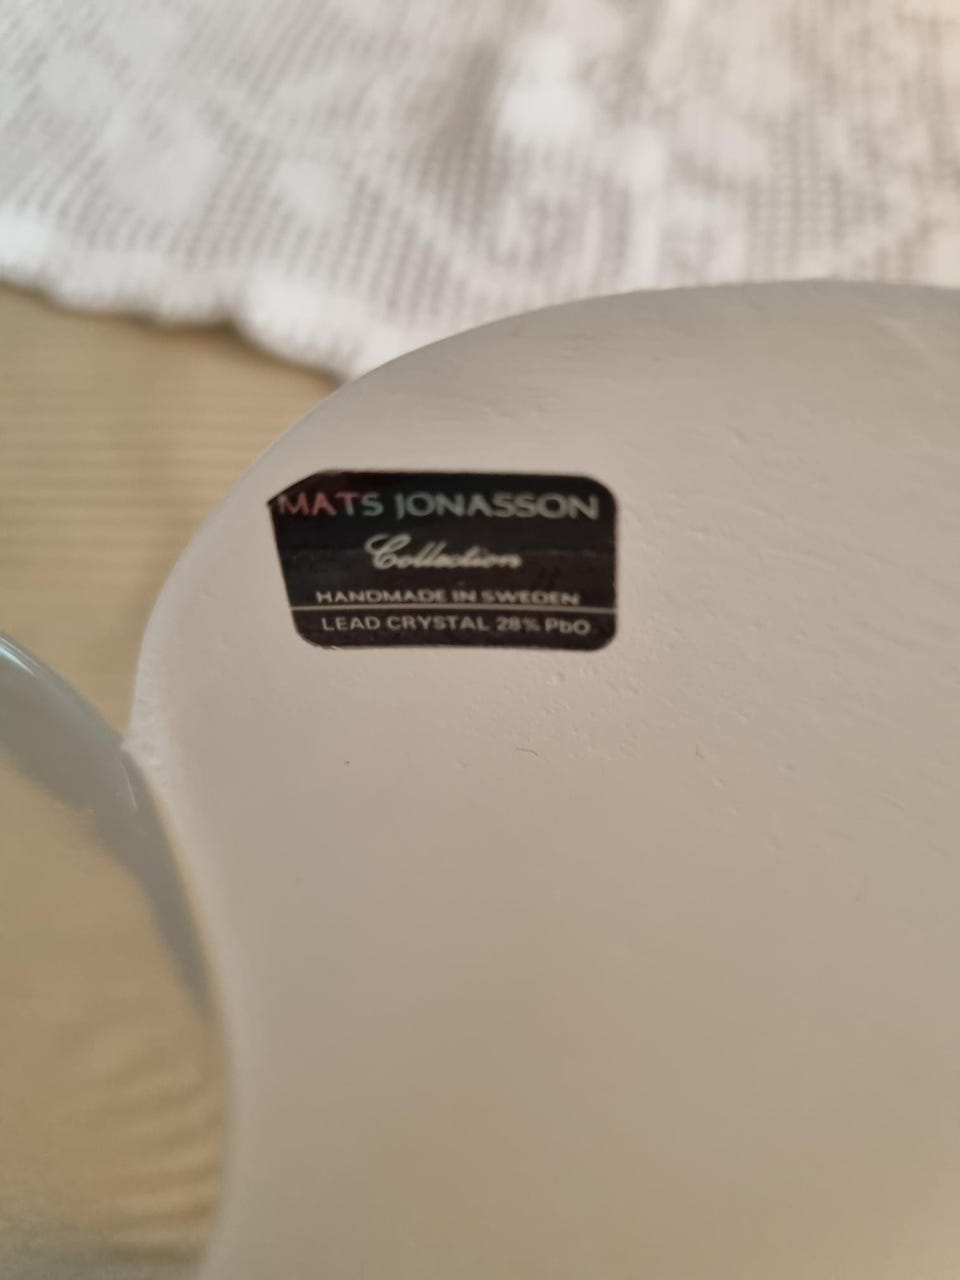 MATS JONASSON
Collection
HANDMADE IN SWEDEN
LEAD CRYSTAL 28% PbO